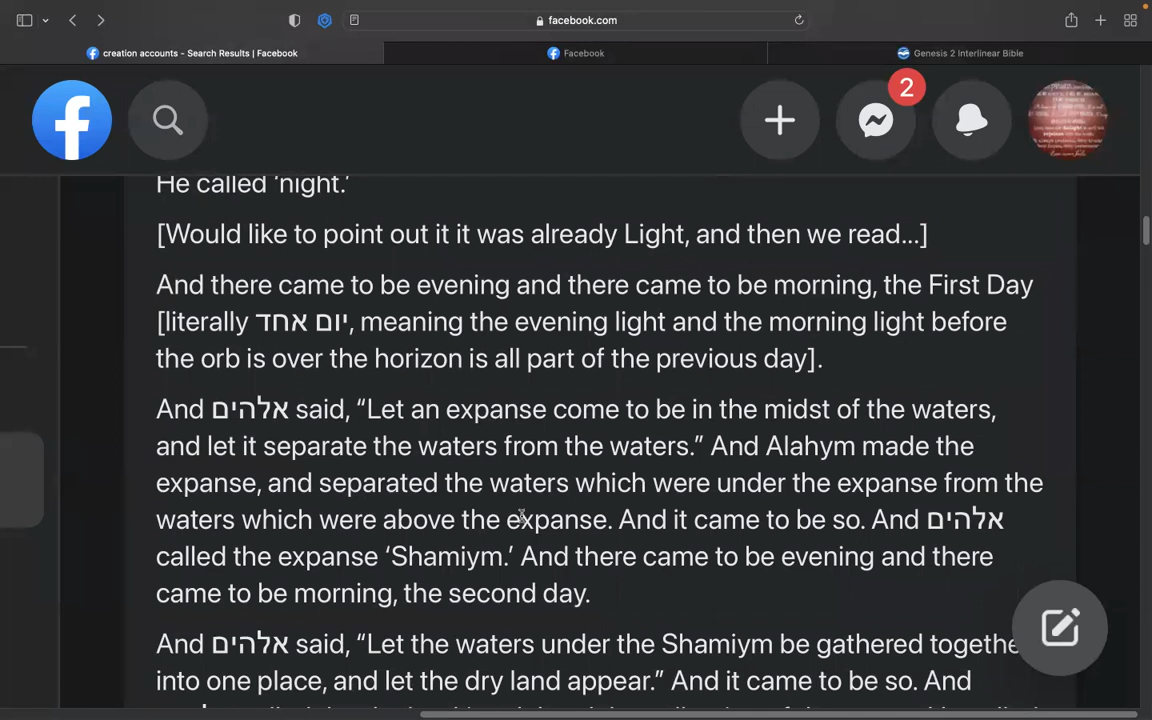 facebook.com
creation accounts - Search Results | Facebook
Facebook
Genesis 2 Interlinear Bible
2
He called ‘night.’
[Would like to point out it it was already Light, and then we read...]
And there came to be evening and there came to be morning, the First Day
[literally יום אחד, meaning the evening light and the morning light before
the orb is over the horizon is all part of the previous day].
And אלהים said, “Let an expanse come to be in the midst of the waters,
and let it separate the waters from the waters.” And Alahym made the
expanse, and separated the waters which were under the expanse from the
waters which were above the expanse. And it came to be so. And אלהים
called the expanse ‘Shamiym.’ And there came to be evening and there
came to be morning, the second day.
And אלהים said, “Let the waters under the Shamiym be gathered togethe
into one place, and let the dry land appear.” And it came to be so. And